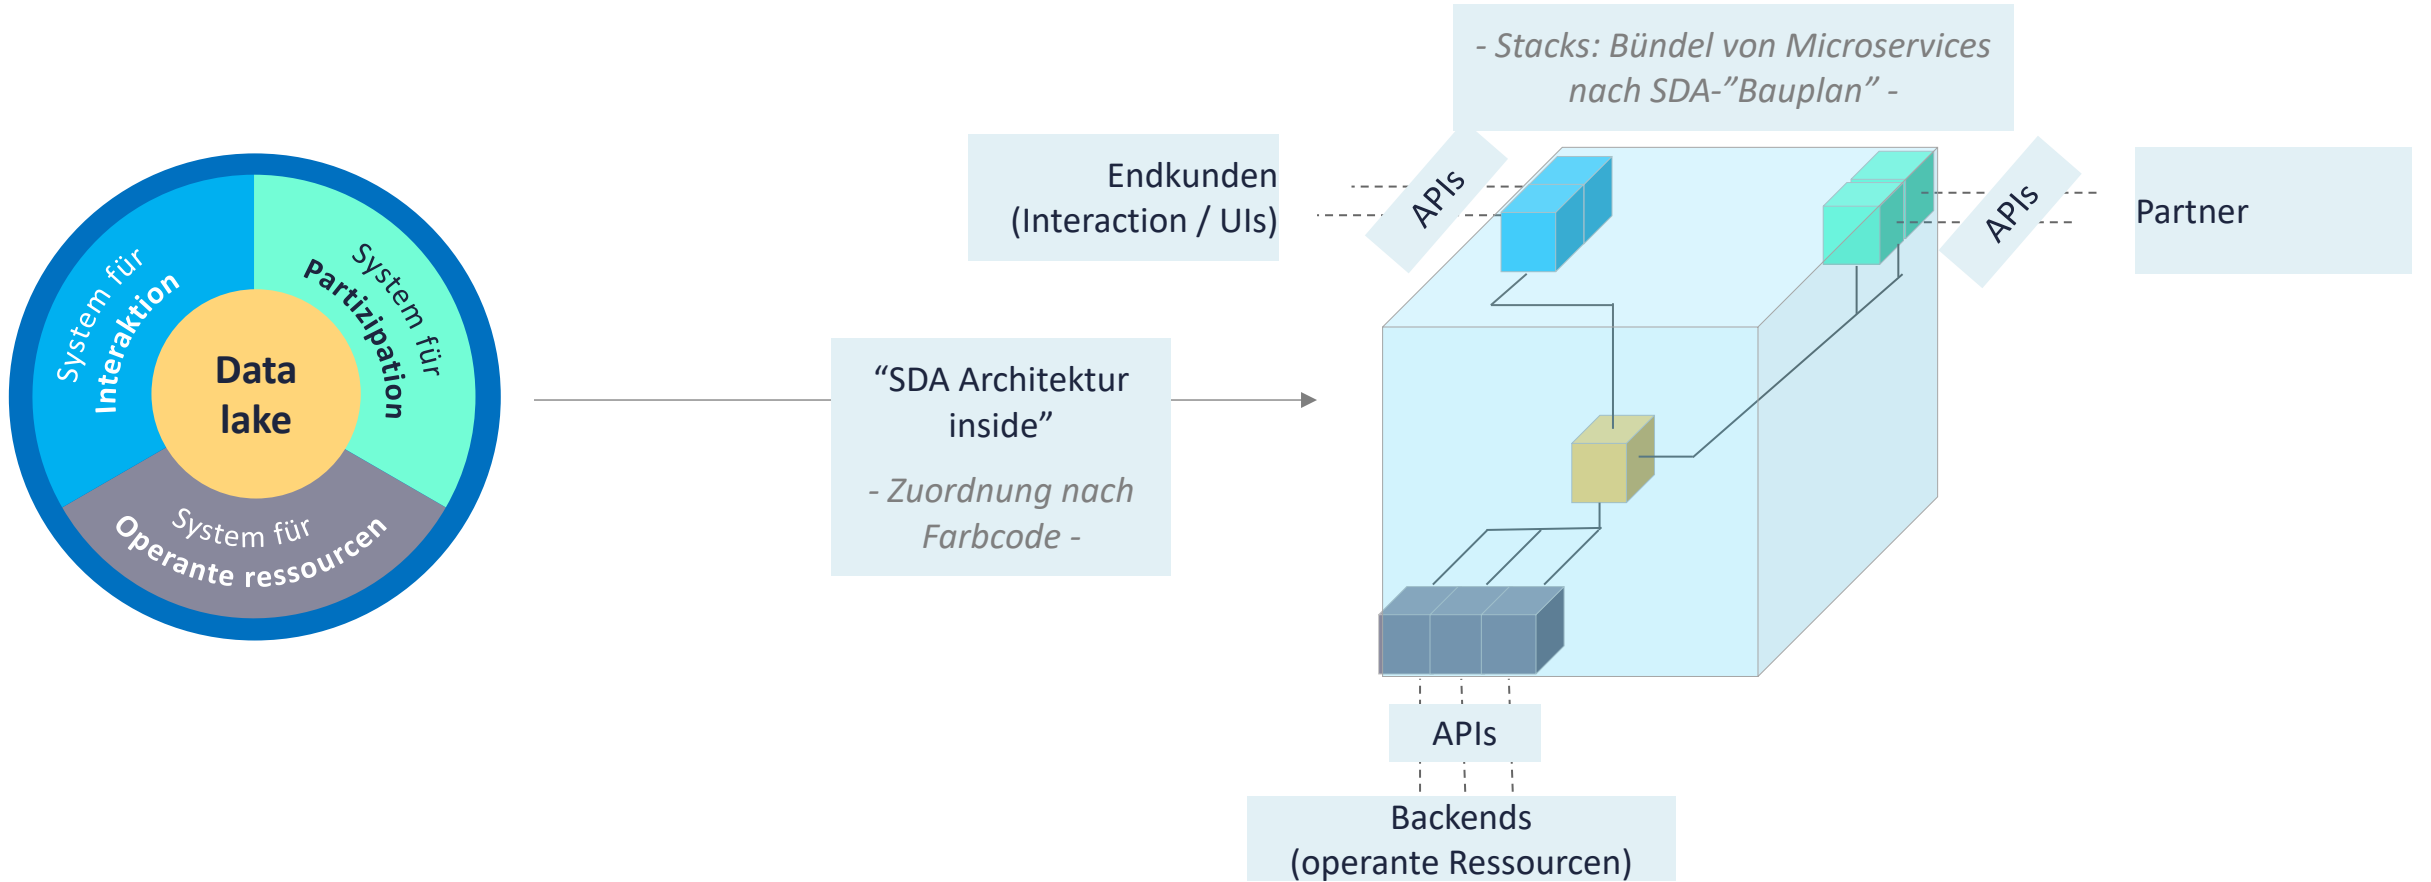 System für
Interaktion
System für
Partizipation
Data
lake
System für
Operante ressourcen
“SDA Architektur
inside”
- Zuordnung nach
Farbcode -
- Stacks: Bündel von Microservices
nach SDA-”Bauplan” -
Endkunden
(Interaction / UIs)
APIs
APIs
Partner
APIs
Backends
(operante Ressourcen)